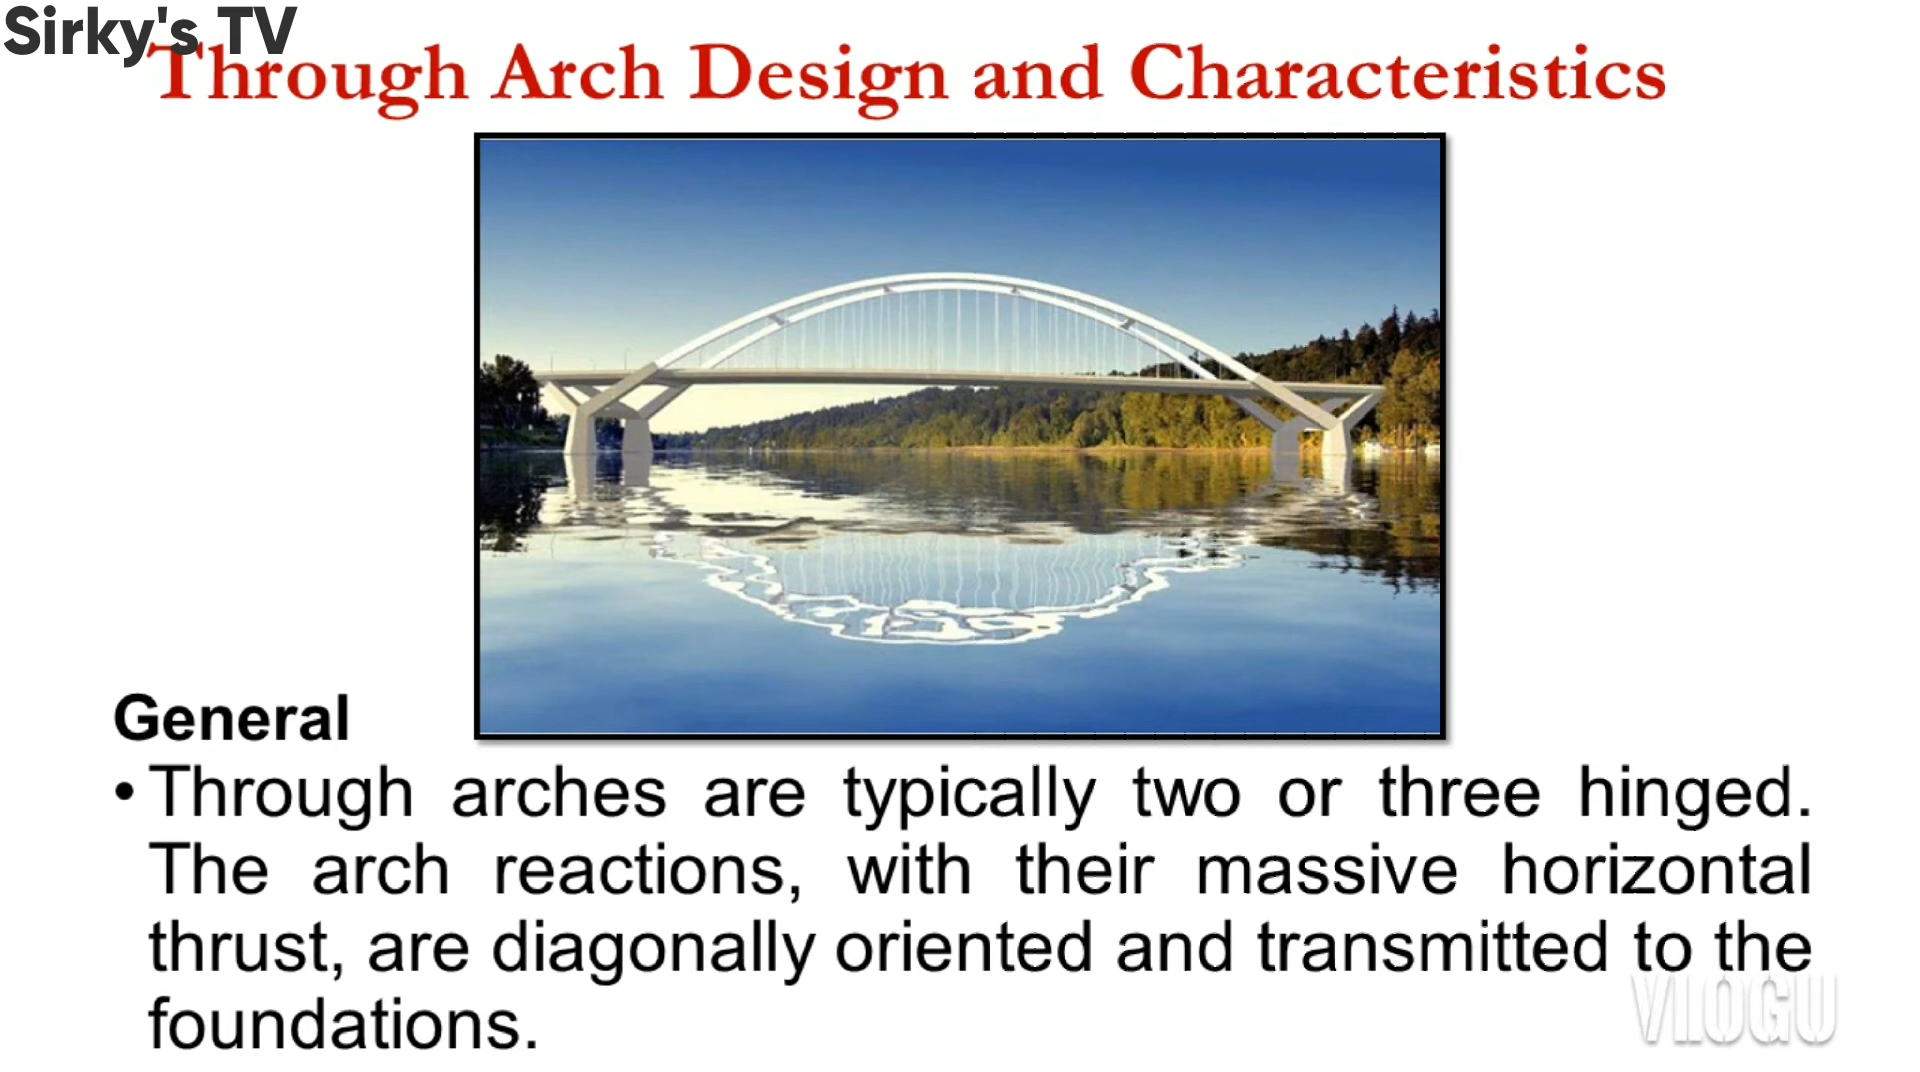 Sirky's TV
Through Arch Design and Characteristics
General
• Through arches are typically two or three hinged.
The arch reactions, with their massive horizontal
thrust, are diagonally oriented and transmitted to the
foundations.
VLOGU